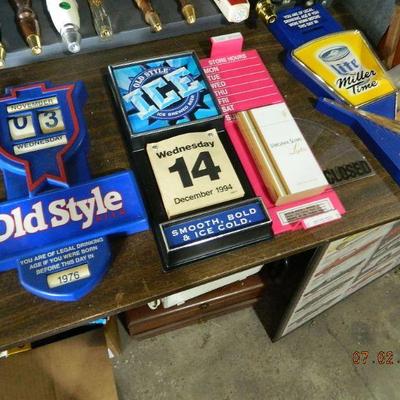 NOVEMBER
03
WEDNESDAY
Old Style
YOU ARE OF LEGAL DRINKING
AGE IF YOU WERE BORN
BEFORE THIS DAY IN
1976
OLD STYLE
ICE
ICE BREWED BEER
Wednesday
14
December 1994
SMOOTH, BOLD
& ICE COLD.
STORE HOURS
MON
TUE
WED
THU
FRI
SAT
SUN
Lights
CLOSED
Lite
Miller
Time
07.02